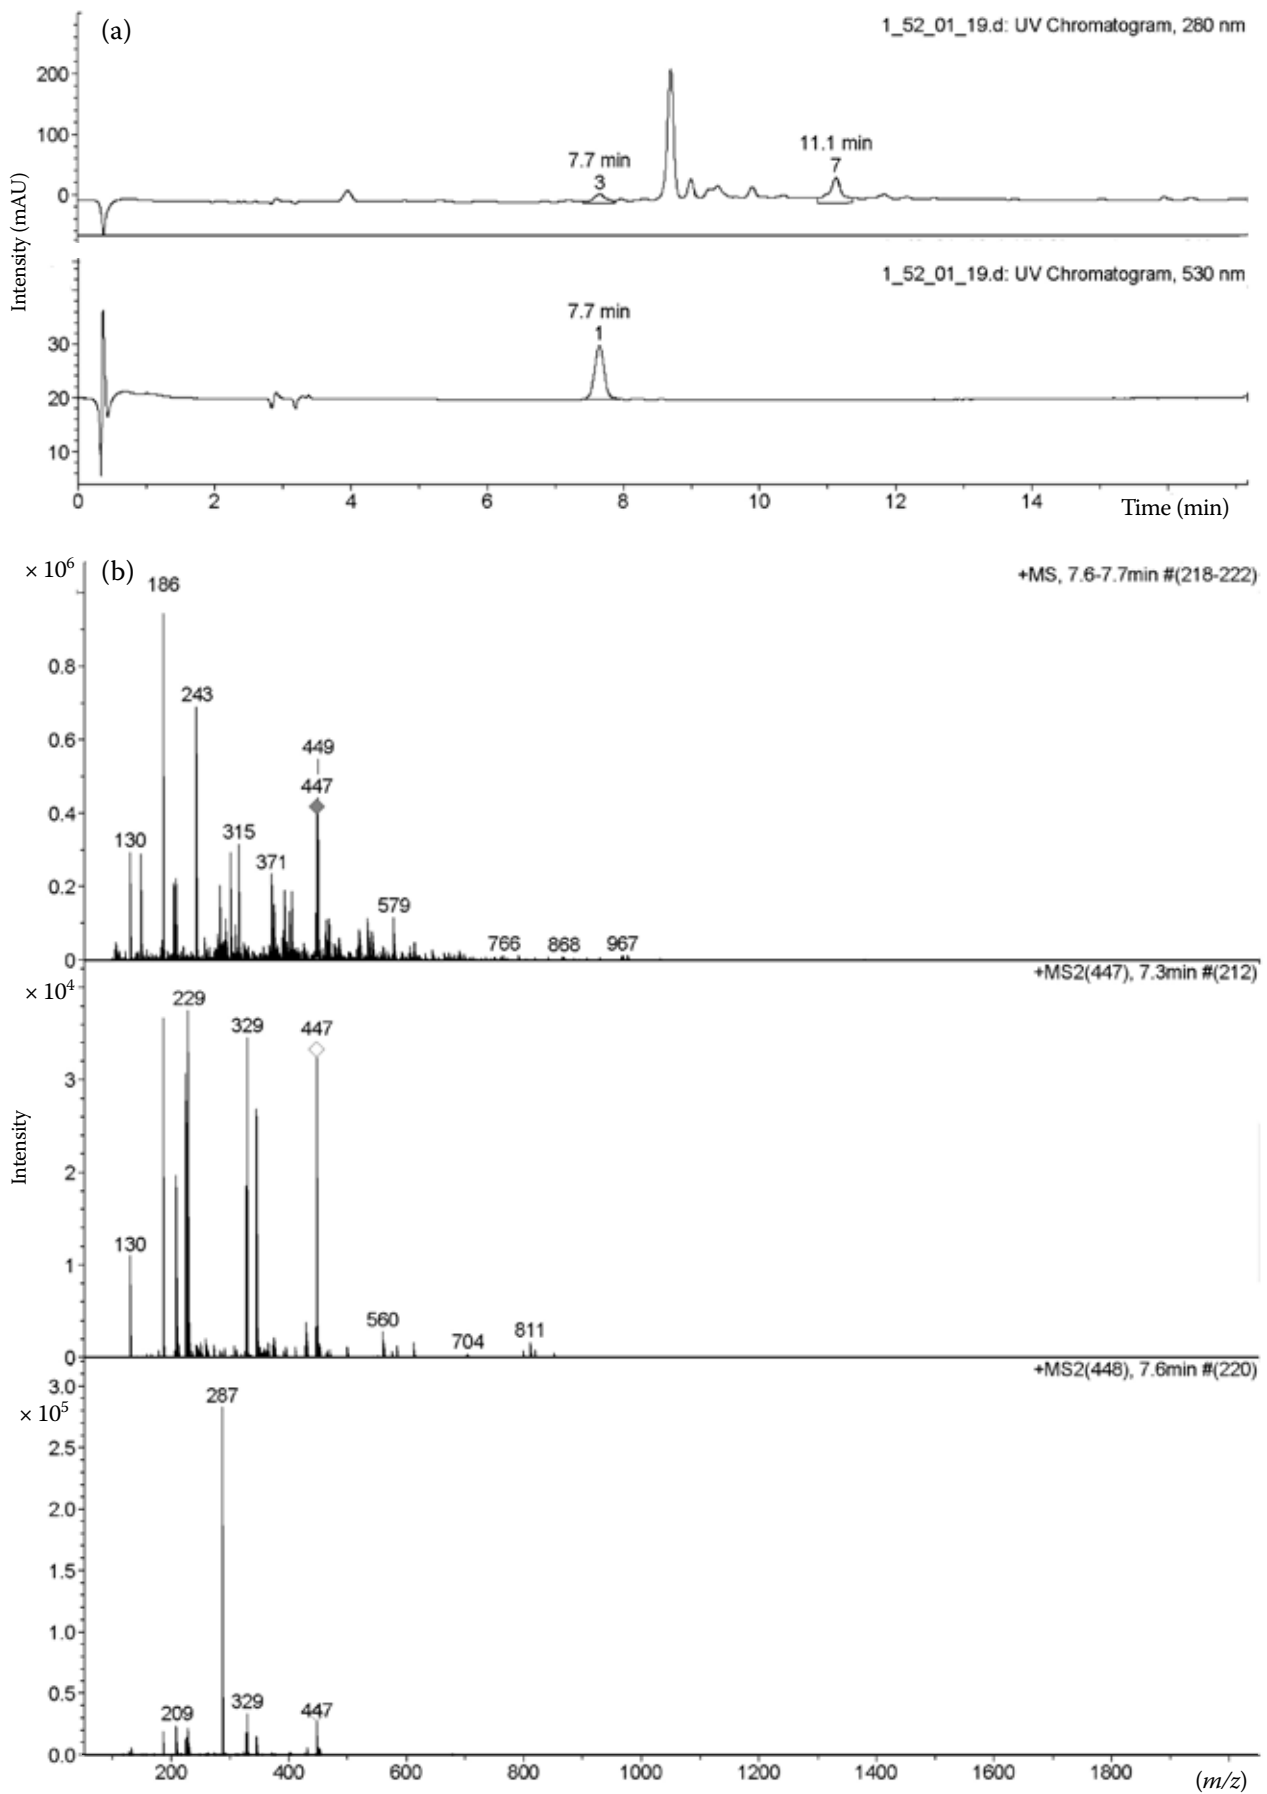 (a)
1_52_01_19.d: UV Chromatogram, 280 nm
200
100
0
7.7 min
3
11.1 min
7
Intensity (mAU)
1_52_01_19.d: UV Chromatogram, 530 nm
7.7 min
1
30
20
10
0 2 4 6 8 10 12 14
Time (min)
× 10⁶
(b)
+MS, 7.6-7.7min #(218-222)
186
243
449
447
130
315
371
579
766 868 967
0.8
0.6
0.4
0.2
0
× 10⁴
+MS2(447), 7.3min #(212)
229
329
447
130
560
704
811
3
2
1
0
Intensity
+MS2(448), 7.6min #(220)
3.0
× 10⁵
287
2.5
2.0
1.5
1.0
0.5
0.0
209
329
447
200 400 600 800 1000 1200 1400 1600 1800
(m/z)